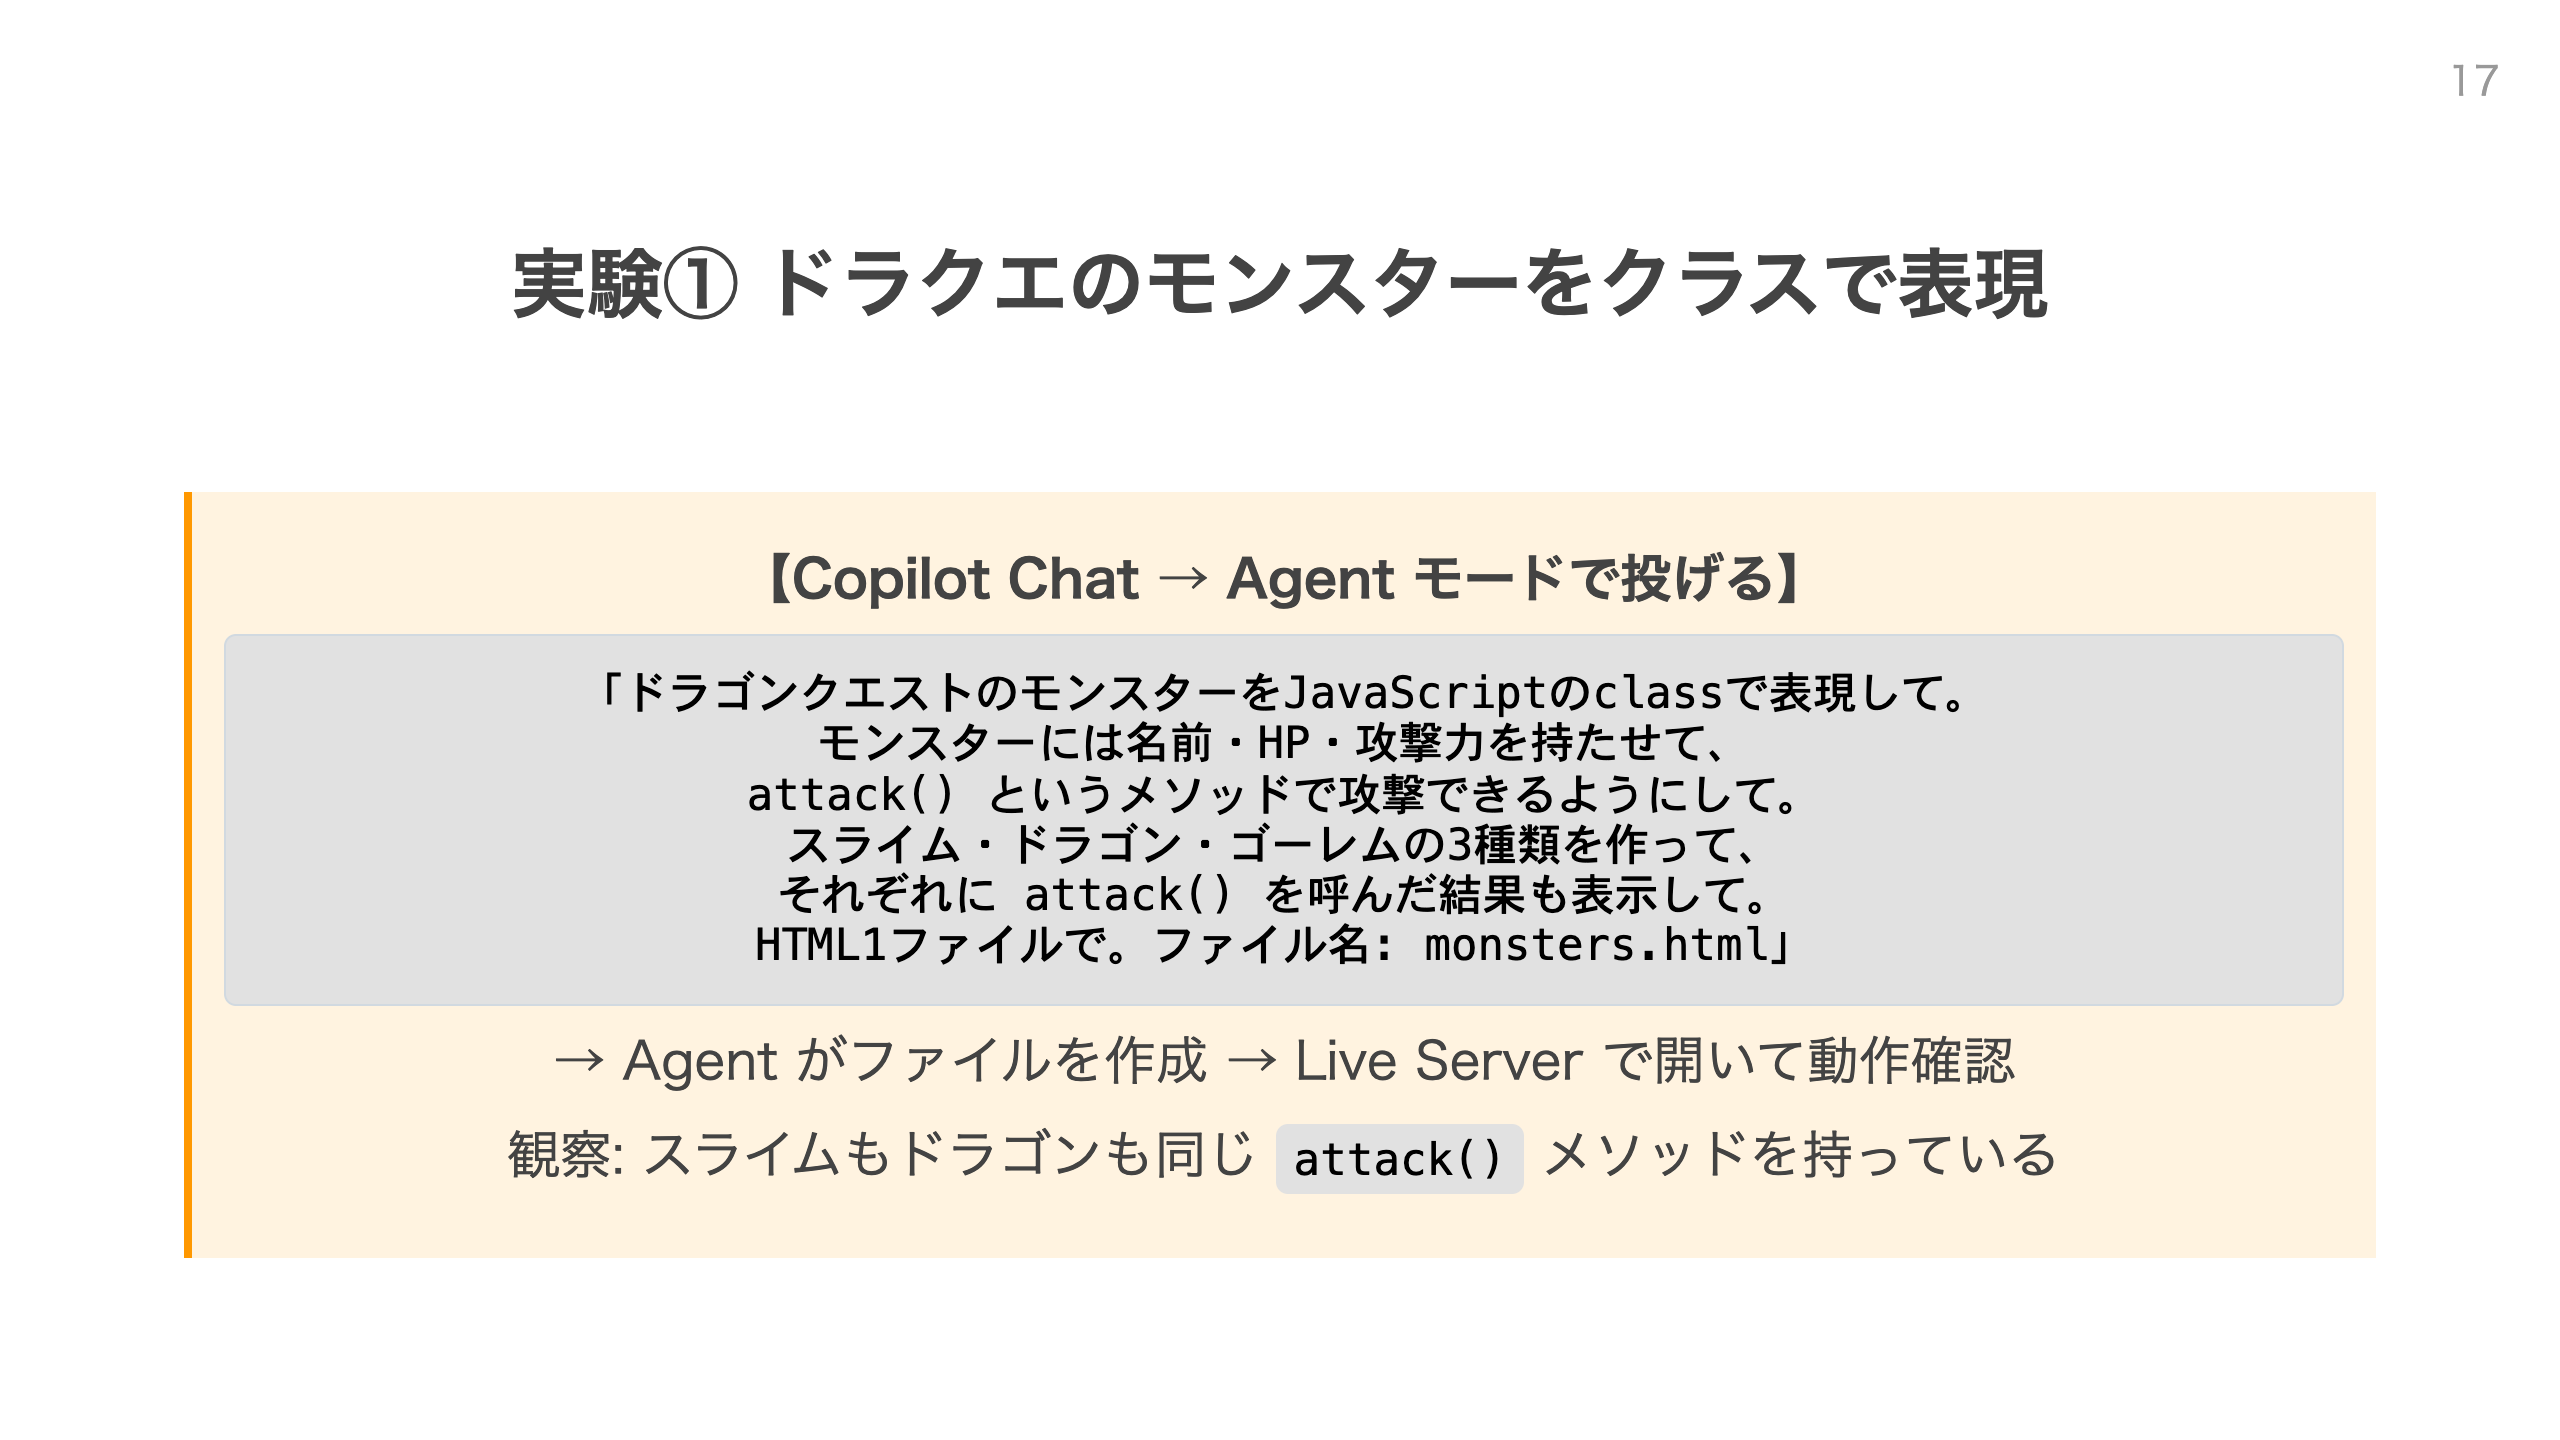 17
実験① ドラクエのモンスターをクラスで表現
【Copilot Chat → Agent モードで投げる】
「ドラゴンクエストのモンスターをJavaScriptのclassで表現して。
モンスターには名前・HP・攻撃力を持たせて、
attack() というメソッドで攻撃できるようにして。
スライム・ドラゴン・ゴーレムの3種類を作って、
それぞれに attack() を呼んだ結果も表示して。
HTML1ファイルで。ファイル名: monsters.html」
→ Agent がファイルを作成 → Live Server で開いて動作確認
観察: スライムもドラゴンも同じ attack() メソッドを持っている